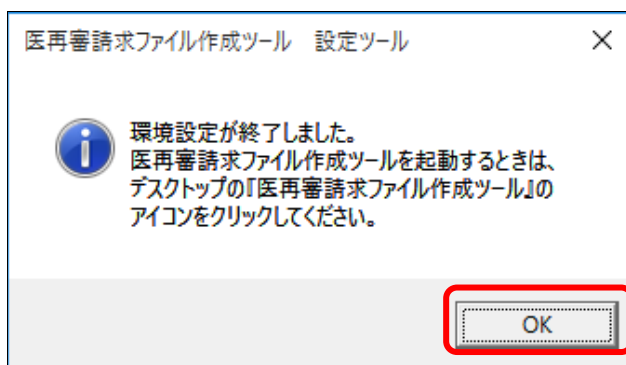 医再審請求ファイル作成ツール　設定ツール
環境設定が終了しました。
医再審請求ファイル作成ツールを起動するときは、
デスクトップの『医再審請求ファイル作成ツール』の
アイコンをクリックしてください。
OK